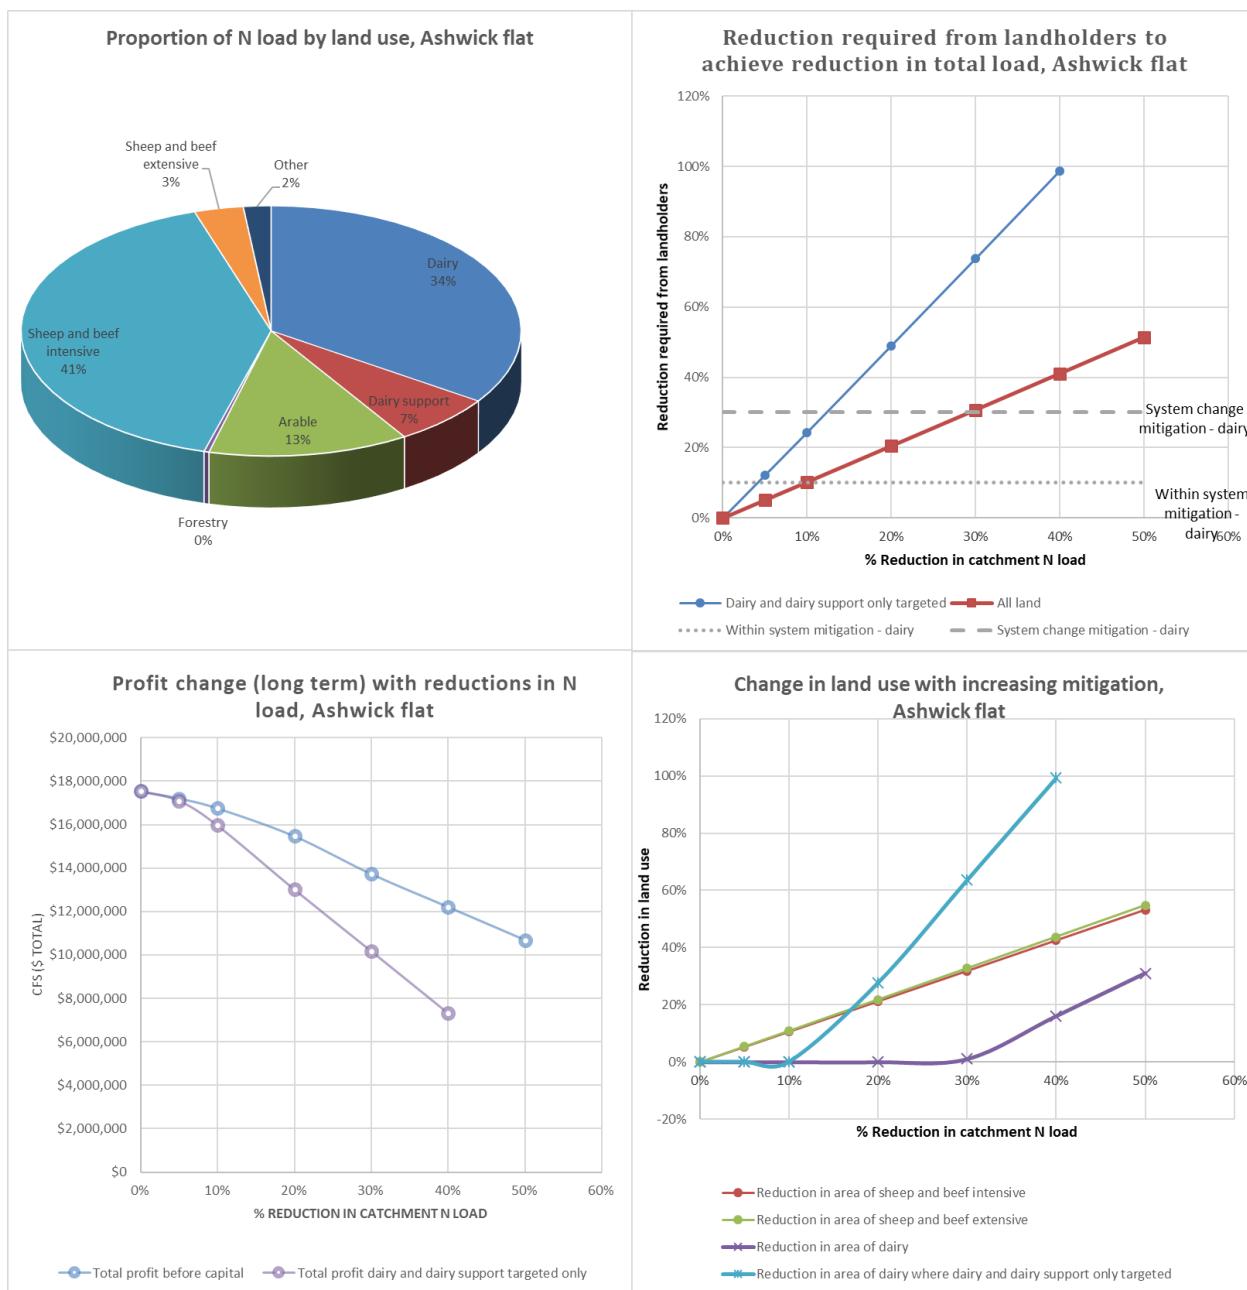 Proportion of N load by land use, Ashwick flat
Sheep and beef
extensive
3%
Other
2%
Dairy
34%
Sheep and beef
intensive
41%
Dairy support
7%
Arable
13%
Forestry
0%
Reduction required from landholders to
achieve reduction in total load, Ashwick flat
120%
100%
80%
60%
40%
20%
0%
Reduction required from landholders
System change
mitigation - dairy
Within system
mitigation -
dairy
0%
10%
20%
30%
40%
50%
60%
% Reduction in catchment N load
Dairy and dairy support only targeted
All land
Within system mitigation - dairy
System change mitigation - dairy
Profit change (long term) with reductions in N
load, Ashwick flat
$20,000,000
$18,000,000
$16,000,000
$14,000,000
$12,000,000
$10,000,000
$8,000,000
$6,000,000
$4,000,000
$2,000,000
$0
CFS ($ TOTAL)
0%
10%
20%
30%
40%
50%
60%
% REDUCTION IN CATCHMENT N LOAD
Total profit before capital
Total profit dairy and dairy support targeted only
Change in land use with increasing mitigation,
Ashwick flat
120%
100%
80%
60%
40%
20%
0%
-20%
Reduction in land use
0%
10%
20%
30%
40%
50%
60%
% Reduction in catchment N load
Reduction in area of sheep and beef intensive
Reduction in area of sheep and beef extensive
Reduction in area of dairy
Reduction in area of dairy where dairy and dairy support only targeted